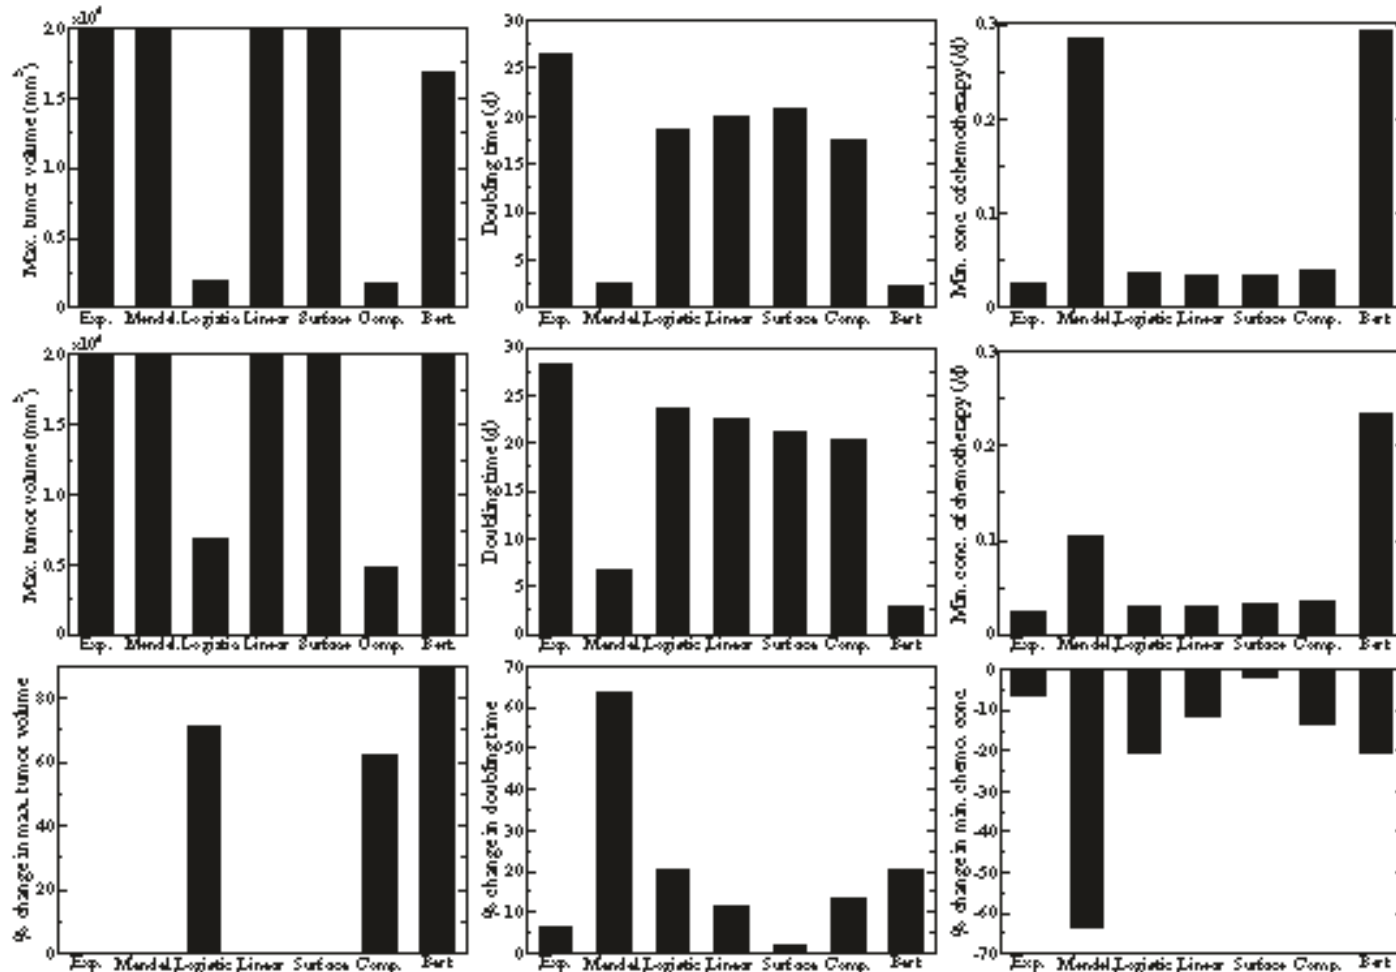 x10⁴
Max. tumor volume (mm³)
2.0
1.5
1.0
0.5
0
Exp. Mendel. Logistic Linear Surface Comp. Bert.
Doubling time (d)
30
25
20
15
10
5
0
Exp. Mendel. Logistic Linear Surface Comp. Bert.
Min. conc. of chemotherapy (/d)
0.3
0.2
0.1
0
Exp. Mendel. Logistic Linear Surface Comp. Bert.
x10⁴
Max. tumor volume (mm³)
2.0
1.5
1.0
0.5
0
Exp. Mendel. Logistic Linear Surface Comp. Bert.
Doubling time (d)
30
25
20
15
10
5
0
Exp. Mendel. Logistic Linear Surface Comp. Bert.
Min. conc. of chemotherapy (/d)
0.3
0.2
0.1
0
Exp. Mendel. Logistic Linear Surface Comp. Bert.
% change in max. tumor volume
80
60
40
20
0
Exp. Mendel. Logistic Linear Surface Comp. Bert.
% change in doubling time
70
60
50
40
30
20
10
0
Exp. Mendel. Logistic Linear Surface Comp. Bert.
% change in min. chemo. conc.
0
-10
-20
-30
-40
-50
-60
-70
Exp. Mendel. Logistic Linear Surface Comp. Bert.